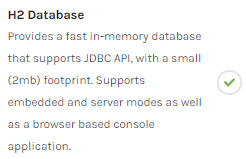 H2 Database
Provides a fast in-memory database
that supports JDBC API, with a small
(2mb) footprint. Supports
embedded and server modes as well
as a browser based console
application.